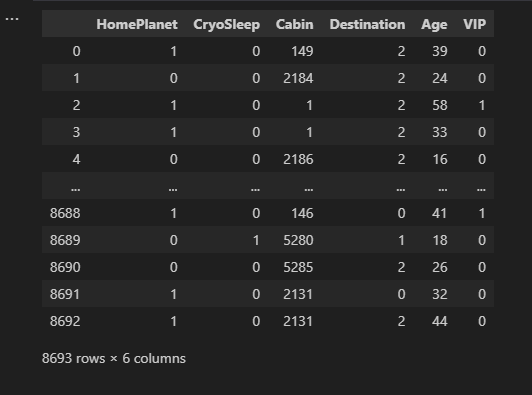 ...
HomePlanet CryoSleep Cabin Destination Age VIP
0 1 0 149 2 39 0
1 0 0 2184 2 24 0
2 1 0 1 2 58 1
3 1 0 1 2 33 0
4 0 0 2186 2 16 0
... ... ... ... ... ... ...
8688 1 0 146 0 41 1
8689 0 1 5280 1 18 0
8690 0 0 5285 2 26 0
8691 1 0 2131 0 32 0
8692 1 0 2131 2 44 0
8693 rows × 6 columns